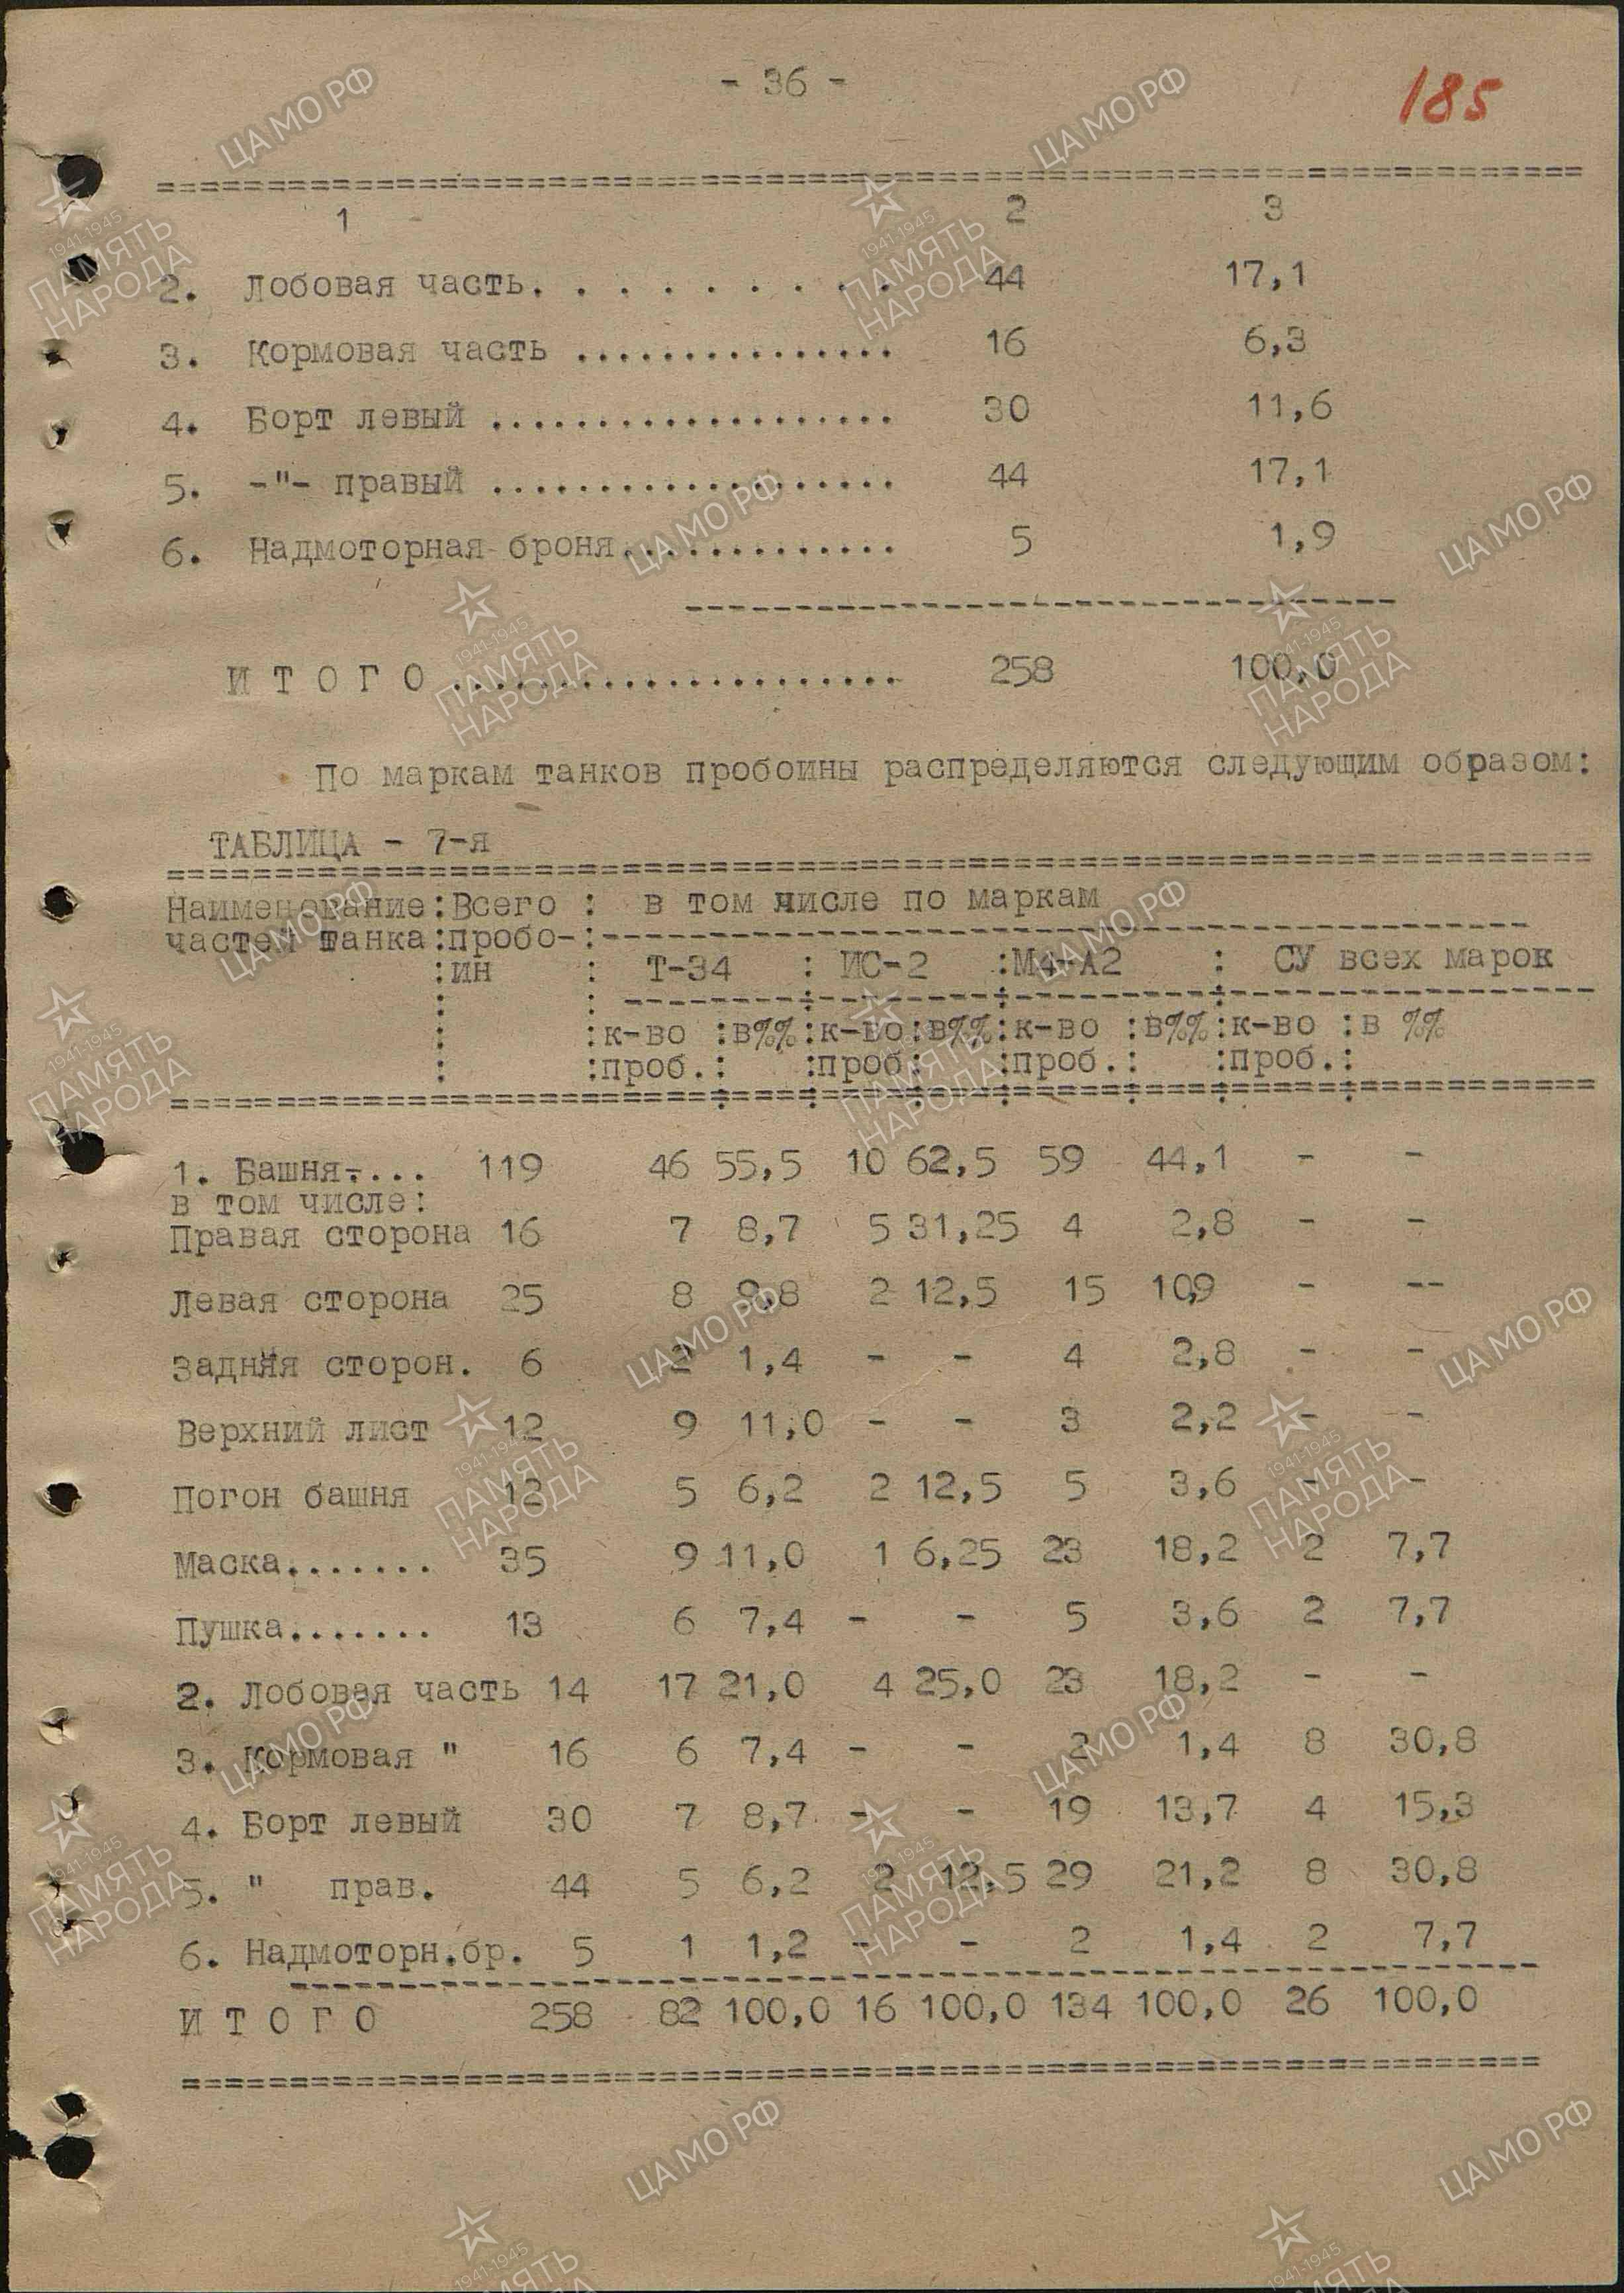 - 36 -
185
1 2 3
2. Лобовая часть. . . . . . . . . 44 17,1
3. Кормовая часть ............... 16 6,3
4. Борт левый ................... 30 11,6
5. -"- правый ................... 44 17,1
6. Надмоторная броня............. 5 1,9
И Т О Г О ..................... 258 100,0
По маркам танков пробоины распределяются следующим образом:
ТАБЛИЦА - 7-я
Наименование:Всего : в том числе по маркам
частей танка:пробо-:
:ин : Т-34 : ИС-2 :М4-А2 : СУ всех марок
: :к-во :в%%:к-во:в%%:к-во :в%%:к-во :в %%
: :проб.: :проб: :проб.: :проб.:
1. Башня.... 119 46 55,5 10 62,5 59 44,1 - -
в том числе:
Правая сторона 16 7 8,7 5 31,25 4 2,8 - -
Левая сторона 25 8 9,8 2 12,5 15 10,9 - --
Задняя сторон. 6 2 1,4 - - 4 2,8 - -
Верхний лист 12 9 11,0 - - 3 2,2 - -
Погон башня 12 5 6,2 2 12,5 5 3,6 - -
Маска....... 35 9 11,0 1 6,25 23 18,2 2 7,7
Пушка....... 13 6 7,4 - - 5 3,6 2 7,7
2. Лобовая часть 14 17 21,0 4 25,0 23 18,2 - -
3. Кормовая " 16 6 7,4 - - 2 1,4 8 30,8
4. Борт левый 30 7 8,7 - - 19 13,7 4 15,3
5. " прав. 44 5 6,2 2 12,5 29 21,2 8 30,8
6. Надмоторн.бр. 5 1 1,2 - - 2 1,4 2 7,7
И Т О Г О 258 82 100,0 16 100,0 134 100,0 26 100,0
ЦА МО РФ
1941-1945
ПАМЯТЬ
НАРОДА